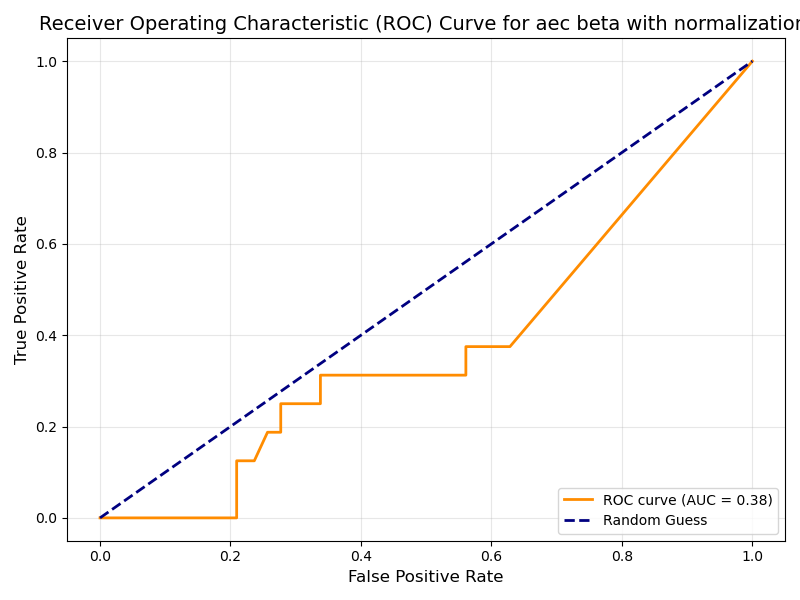 Receiver Operating Characteristic (ROC) Curve for aec beta with normalization
1.0
0.8
0.6
0.4
0.2
0.0
True Positive Rate
0.0 0.2 0.4 0.6 0.8 1.0
False Positive Rate
ROC curve (AUC = 0.38)
Random Guess